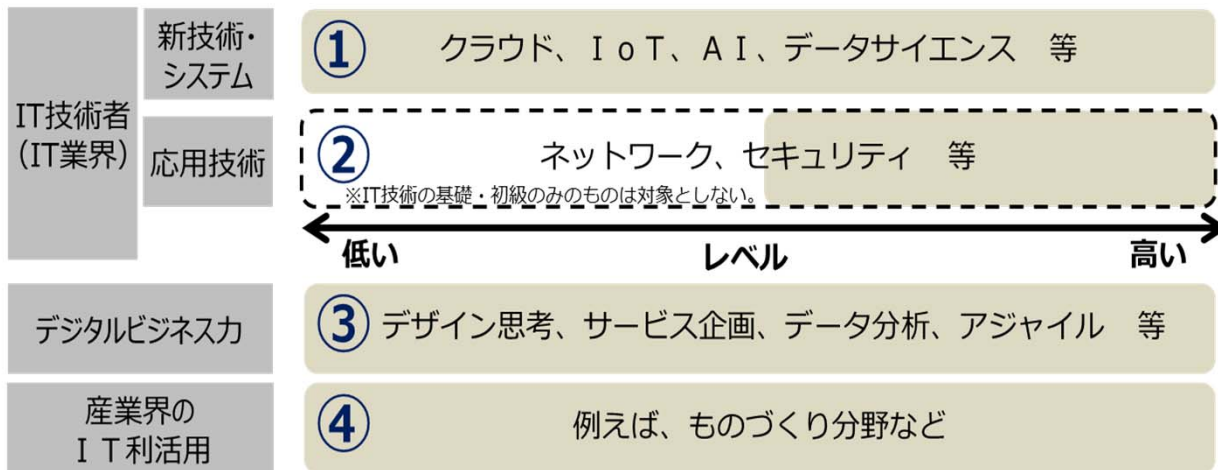 IT技術者
（IT業界）
新技術・
システム
① クラウド、ＩｏＴ、ＡＩ、データサイエンス　等
応用技術
② ネットワーク、セキュリティ　等
※IT技術の基礎・初級のみのものは対象としない。
低い　レベル　高い
デジタルビジネス力
③ デザイン思考、サービス企画、データ分析、アジャイル　等
産業界の
ＩＴ利活用
④ 例えば、ものづくり分野など